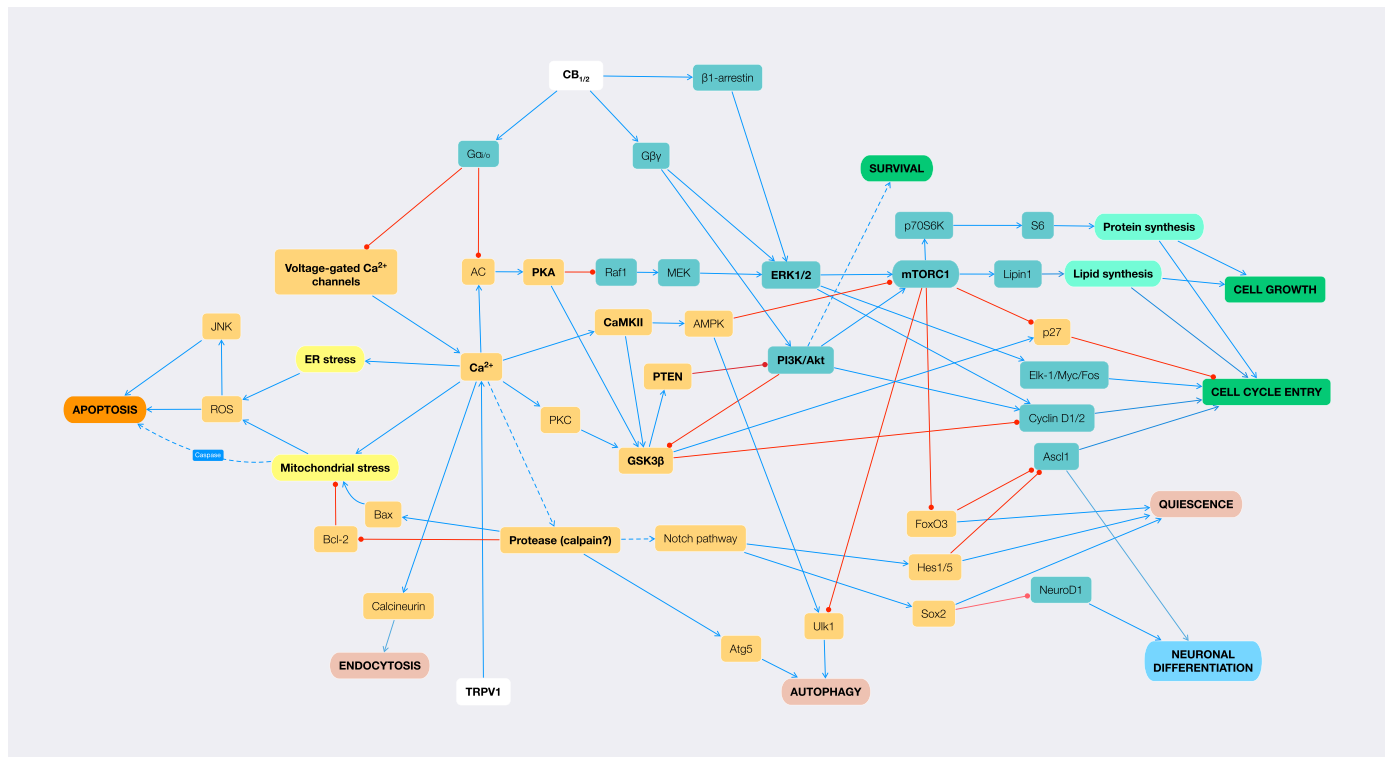 CB1/2
β1-arrestin
Gαi/o
Gβγ
SURVIVAL
p70S6K
S6
Protein synthesis
Voltage-gated Ca²⁺
channels
AC
PKA
Raf1
MEK
ERK1/2
mTORC1
Lipin1
Lipid synthesis
CELL GROWTH
JNK
CaMKII
AMPK
p27
ER stress
Ca²⁺
PTEN
PI3K/Akt
Elk-1/Myc/Fos
CELL CYCLE ENTRY
APOPTOSIS
ROS
PKC
Cyclin D1/2
Caspase
Mitochondrial stress
GSK3β
Ascl1
QUIESCENCE
Bax
FoxO3
Bcl-2
Protease (calpain?)
Notch pathway
Hes1/5
NeuroD1
Calcineurin
Sox2
Ulk1
Atg5
ENDOCYTOSIS
NEURONAL
DIFFERENTIATION
TRPV1
AUTOPHAGY